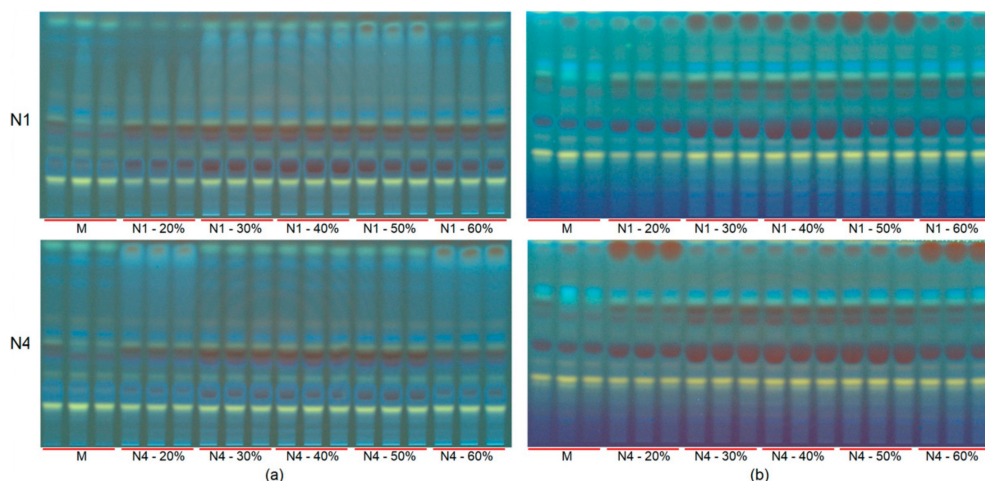 N1
M N1 - 20% N1 - 30% N1 - 40% N1 - 50% N1 - 60%
M N1 - 20% N1 - 30% N1 - 40% N1 - 50% N1 - 60%
N4
M N4 - 20% N4 - 30% N4 - 40% N4 - 50% N4 - 60%
M N4 - 20% N4 - 30% N4 - 40% N4 - 50% N4 - 60%
(a)
(b)